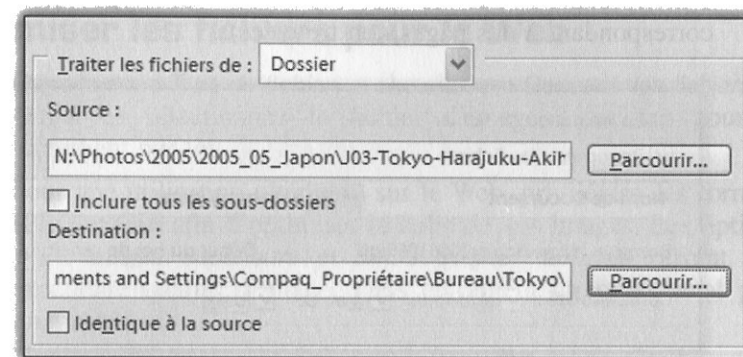 Traiter les fichiers de : Dossier
Source :
N:\Photos\2005\2005_05_Japon\J03-Tokyo-Harajuku-Akih Parcourir...
Inclure tous les sous-dossiers
Destination :
ments and Settings\Compaq_Propriétaire\Bureau\Tokyo\ Parcourir...
Identique à la source